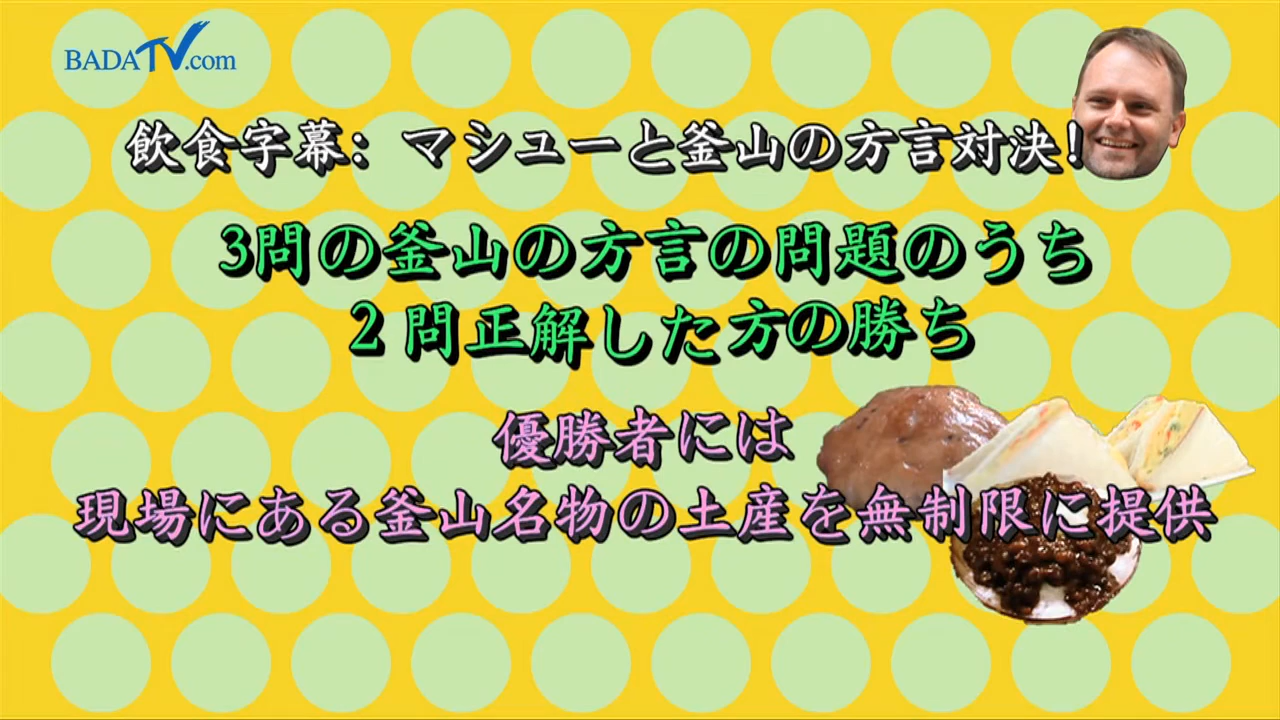 BADATV.com
飲食字幕：マシユーと釜山の方言対決！
3問の釜山の方言の問題のうち
2問正解した方の勝ち
優勝者には
現場にある釜山名物の土産を無制限に提供